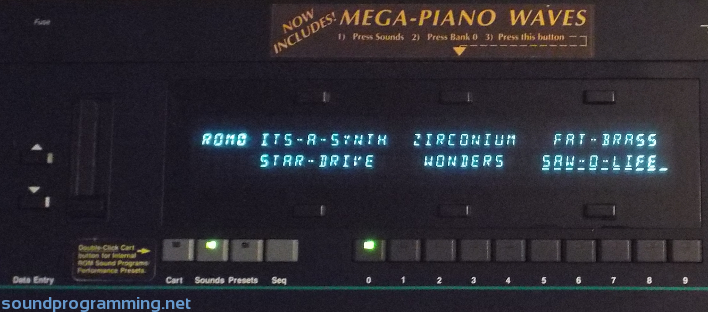 Fuse
NOW INCLUDES!
MEGA-PIANO WAVES
1) Press Sounds 2) Press Bank 0 3) Press this button
ROM0 ITS-A-SYNTH ZIRCONIUM FAT-BRASS
STAR-DRIVE WONDERS SAW-O-LIFE_
Double-Click Cart
button for Internal
ROM Sound Programs
Performance Presets.
Data Entry Cart Sounds Presets Seq 0 1 2 3 4 5 6 7 8 9
soundprogramming.net